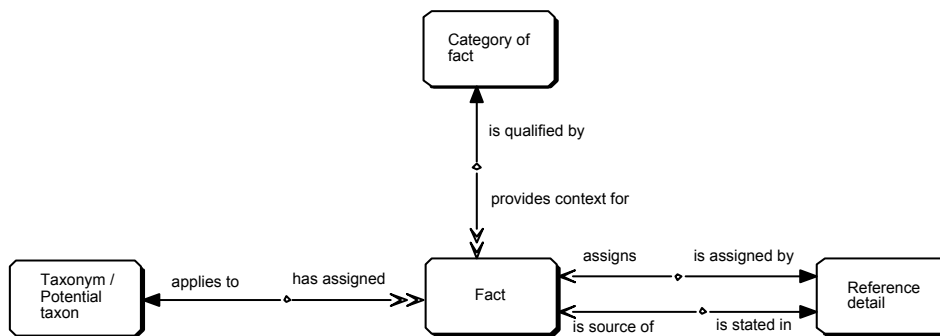 Category of
fact
is qualified by
provides context for
assigns
is assigned by
Taxonym /
Potential
taxon
applies to
has assigned
Fact
Reference
detail
is source of
is stated in